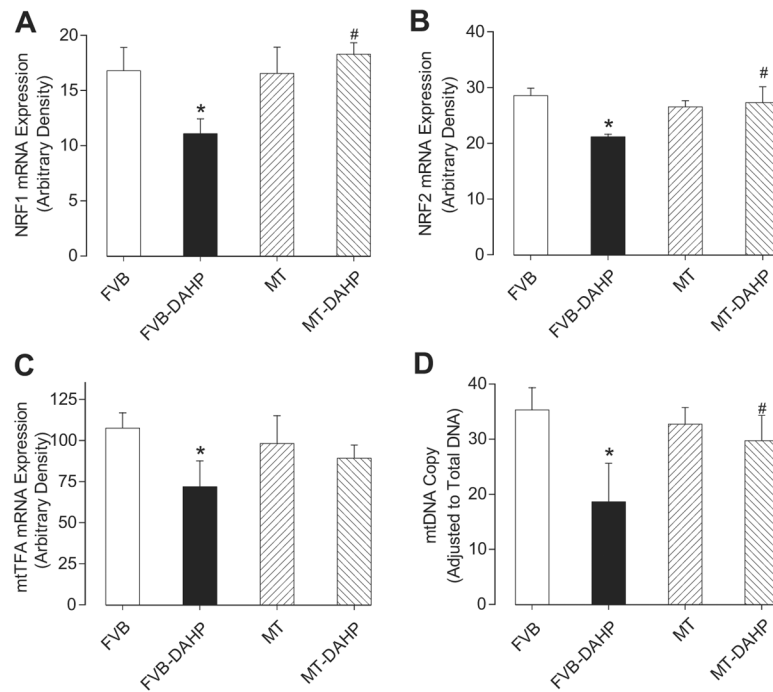 A
NRF1 mRNA Expression
(Arbitrary Density)
20
15
10
5
0
*
#
FVB
FVB-DAHP
MT
MT-DAHP
B
NRF2 mRNA Expression
(Arbitrary Density)
40
30
20
10
0
*
#
FVB
FVB-DAHP
MT
MT-DAHP
C
mtTFA mRNA Expression
(Arbitrary Density)
125
100
75
50
25
0
*
FVB
FVB-DAHP
MT
MT-DAHP
D
mtDNA Copy
(Adjusted to Total DNA)
40
30
20
10
0
*
#
FVB
FVB-DAHP
MT
MT-DAHP